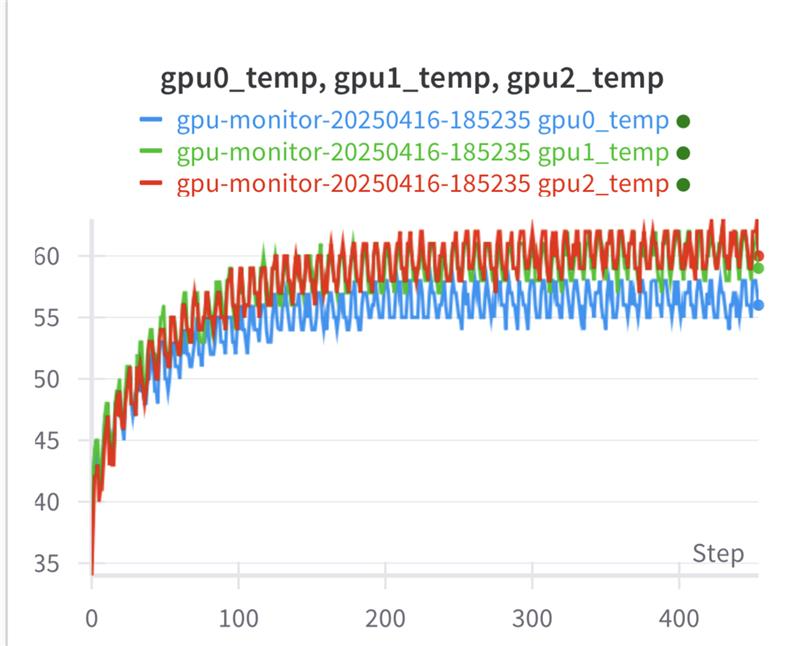 gpu0_temp, gpu1_temp, gpu2_temp
gpu-monitor-20250416-185235 gpu0_temp
gpu-monitor-20250416-185235 gpu1_temp
gpu-monitor-20250416-185235 gpu2_temp
60
55
50
45
40
35
Step
0 100 200 300 400